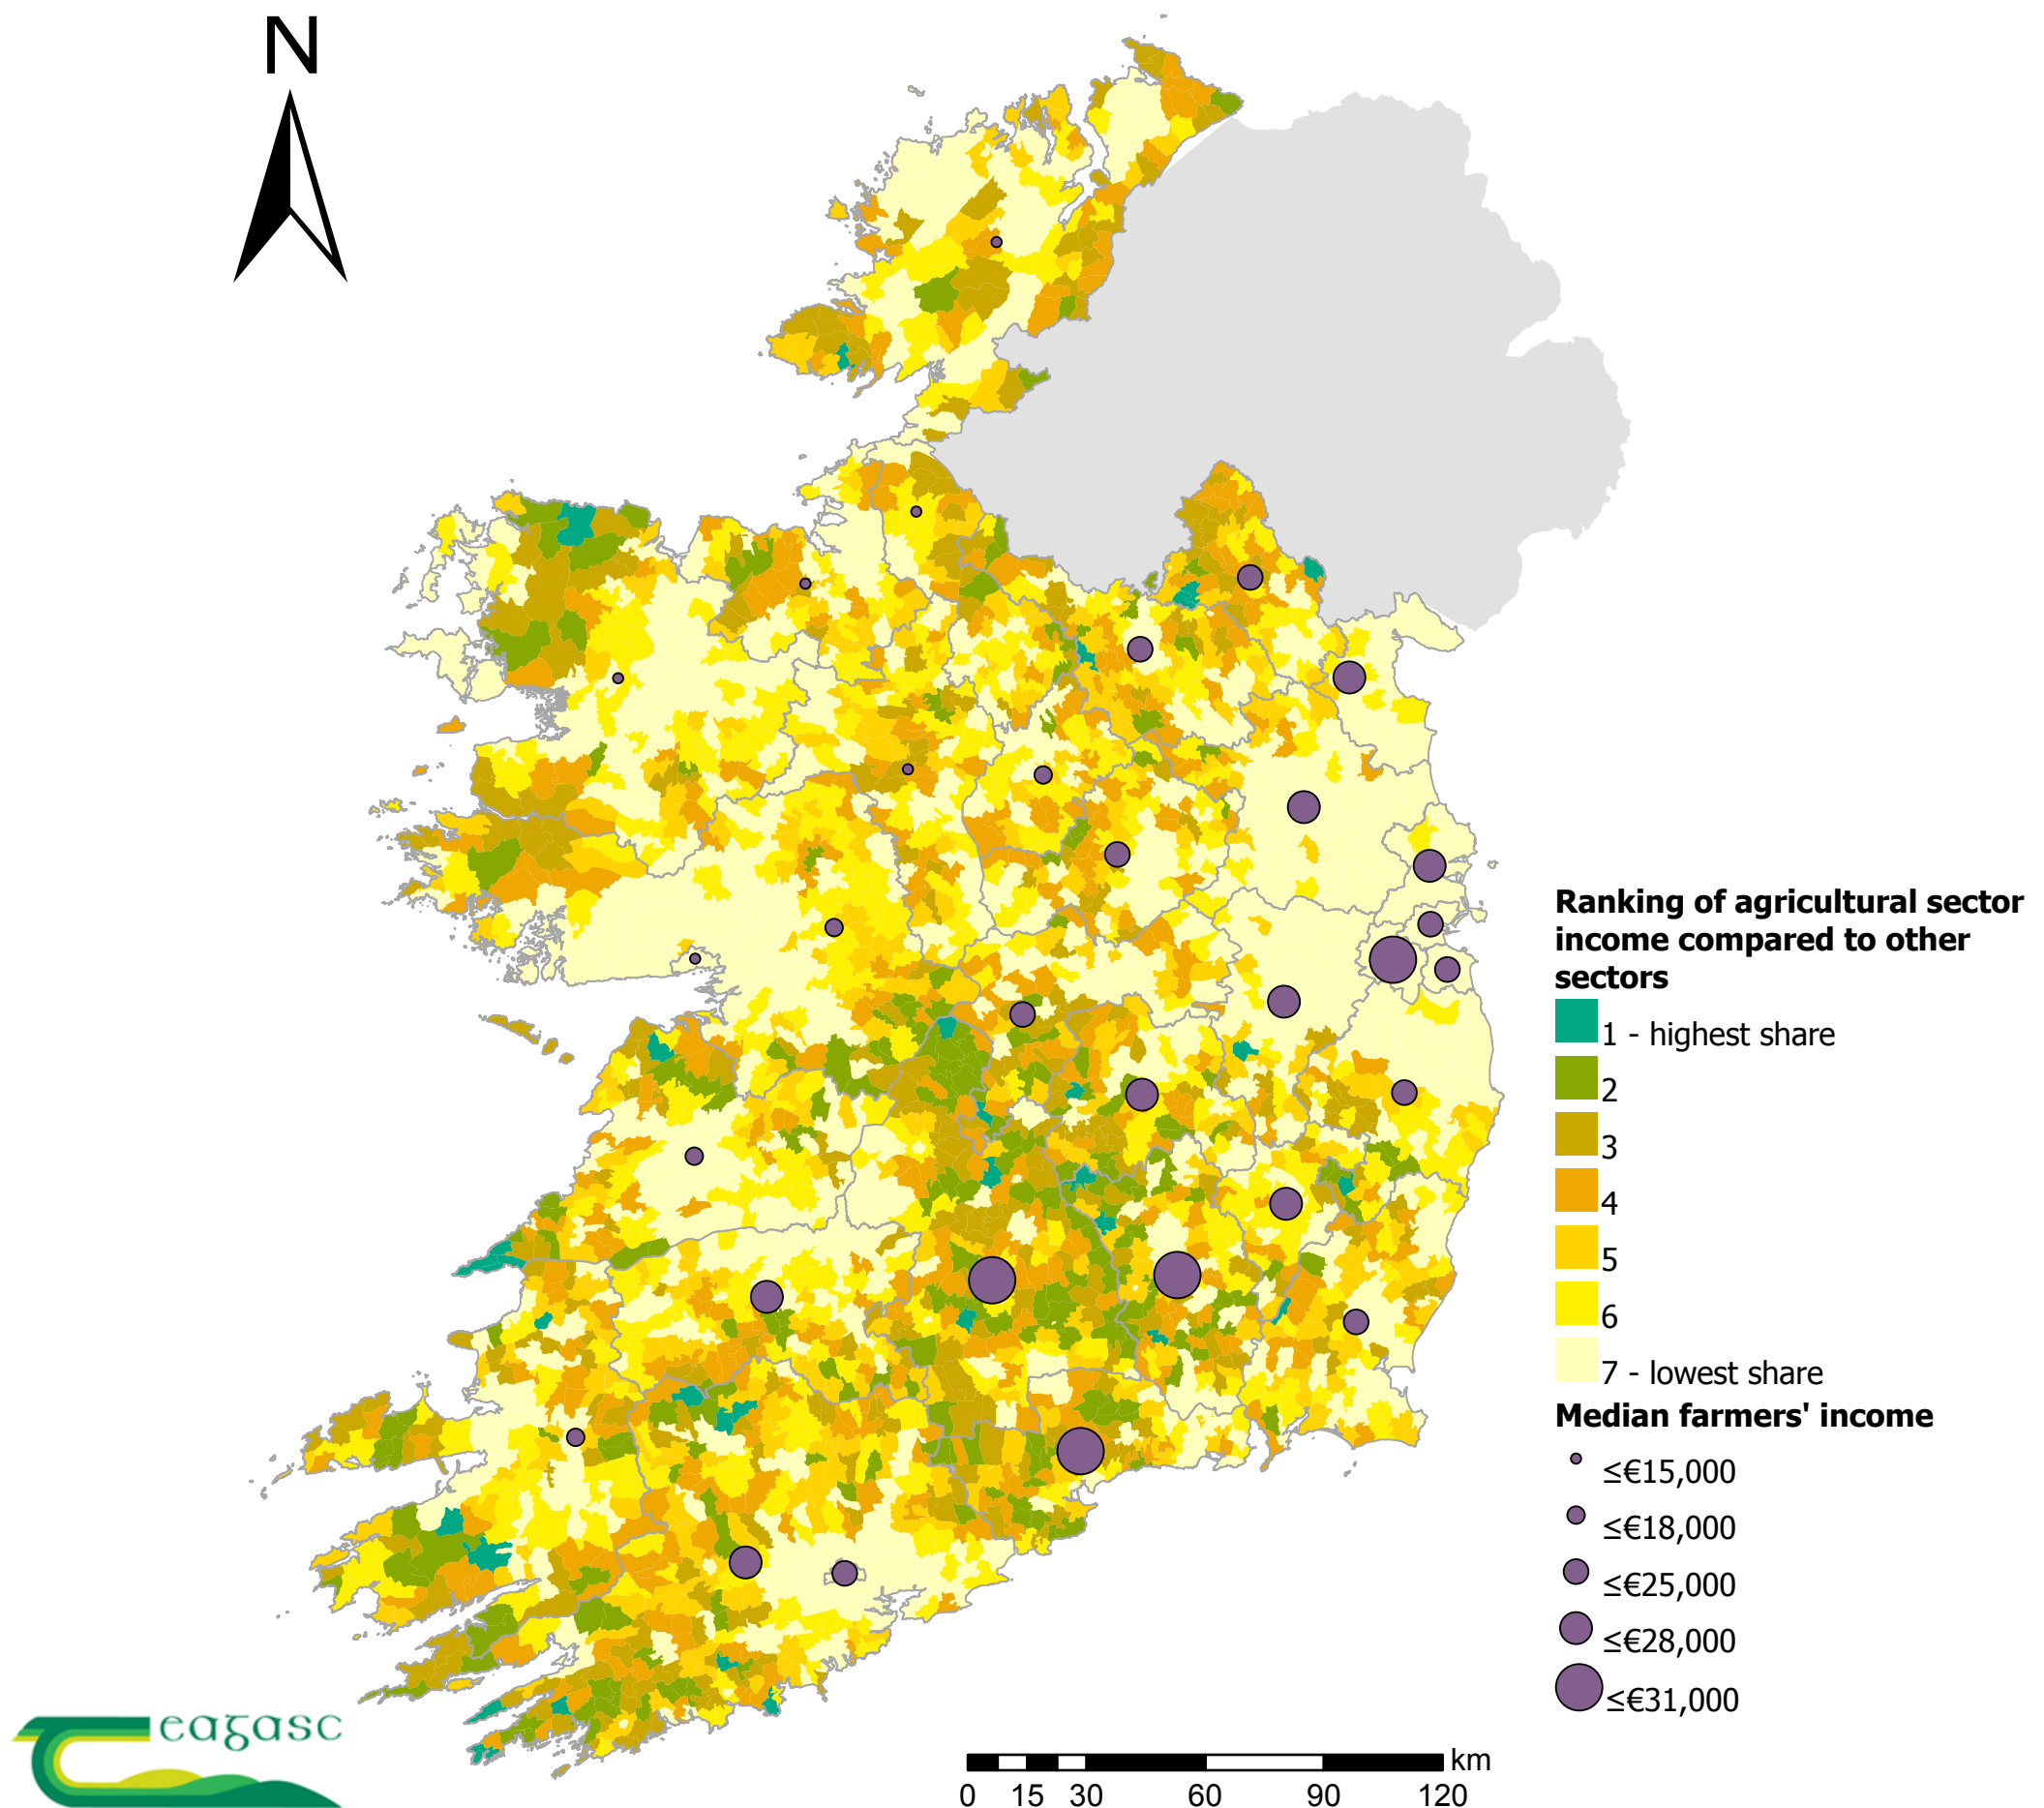 N
Ranking of agricultural sector
income compared to other
sectors
1 - highest share
2
3
4
5
6
7 - lowest share
Median farmers' income
≤€15,000
≤€18,000
≤€25,000
≤€28,000
≤€31,000
eagasc
km
0 15 30 60 90 120